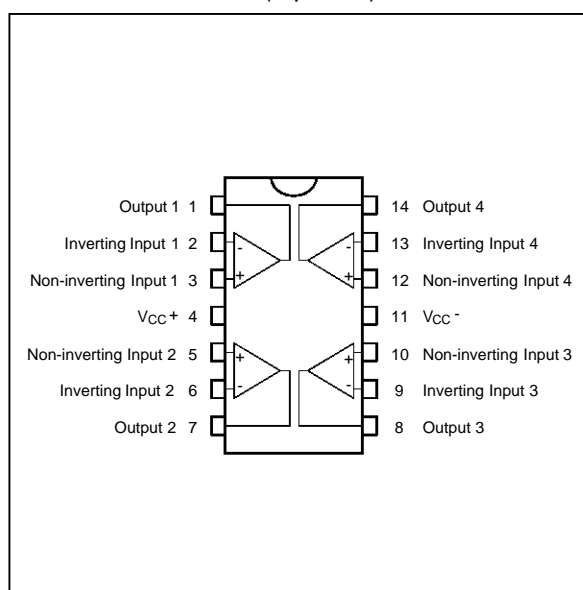 Output 1 1
Inverting Input 1 2
Non-inverting Input 1 3
VCC + 4
Non-inverting Input 2 5
Inverting Input 2 6
Output 2 7
14 Output 4
13 Inverting Input 4
12 Non-inverting Input 4
11 VCC -
10 Non-inverting Input 3
9 Inverting Input 3
8 Output 3
-
+
-
+
+
-
+
-